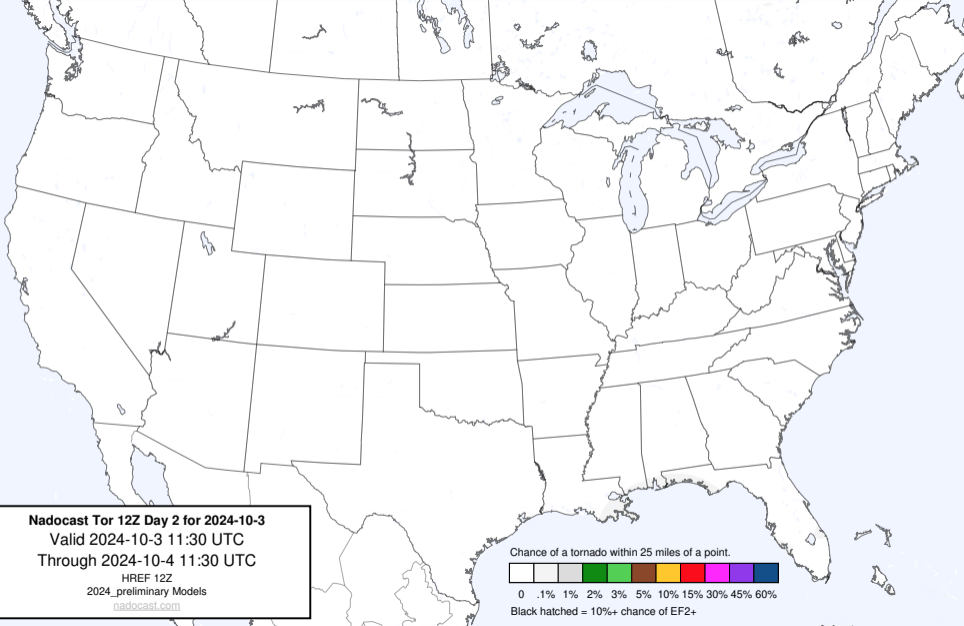 Nadocast Tor 12Z Day 2 for 2024-10-3
Valid 2024-10-3 11:30 UTC
Through 2024-10-4 11:30 UTC
HREF 12Z
2024_preliminary Models
nadocast.com
Chance of a tornado within 25 miles of a point.
0 .1% 1% 2% 3% 5% 10% 15% 30% 45% 60%
Black hatched = 10%+ chance of EF2+